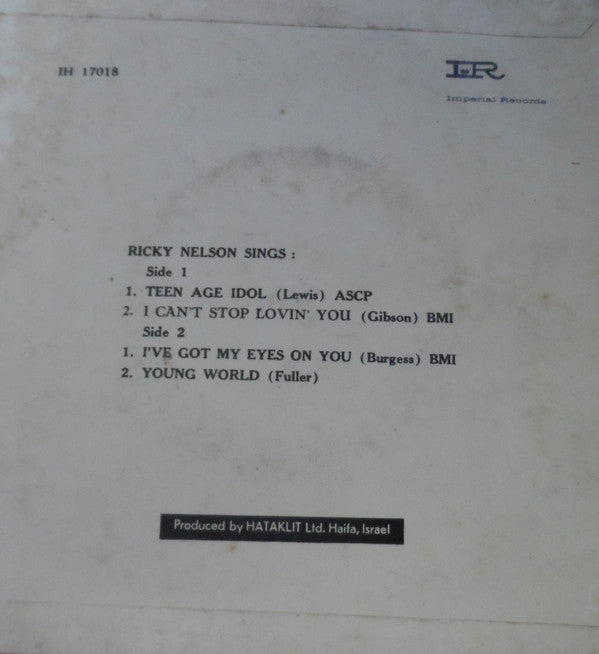 IH 17018
IR
Imperial Records
RICKY NELSON SINGS :
Side 1
1. TEEN AGE IDOL (Lewis) ASCP
2. I CAN'T STOP LOVIN' YOU (Gibson) BMI
Side 2
1. I'VE GOT MY EYES ON YOU (Burgess) BMI
2. YOUNG WORLD (Fuller)
Produced by HATAKLIT Ltd. Haifa, Israel